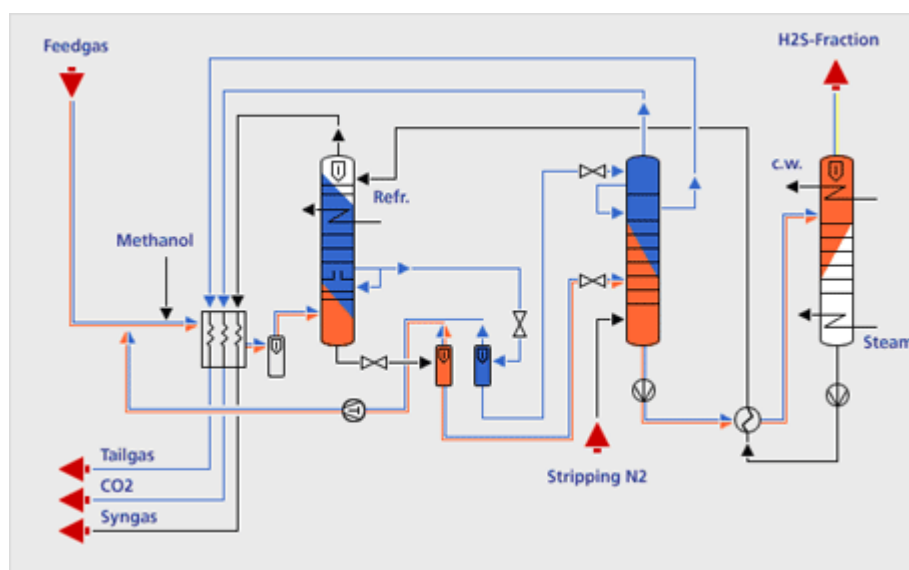 Feedgas
H2S-Fraction
c.w.
Refr.
Methanol
Steam
Tailgas
CO2
Syngas
Stripping N2